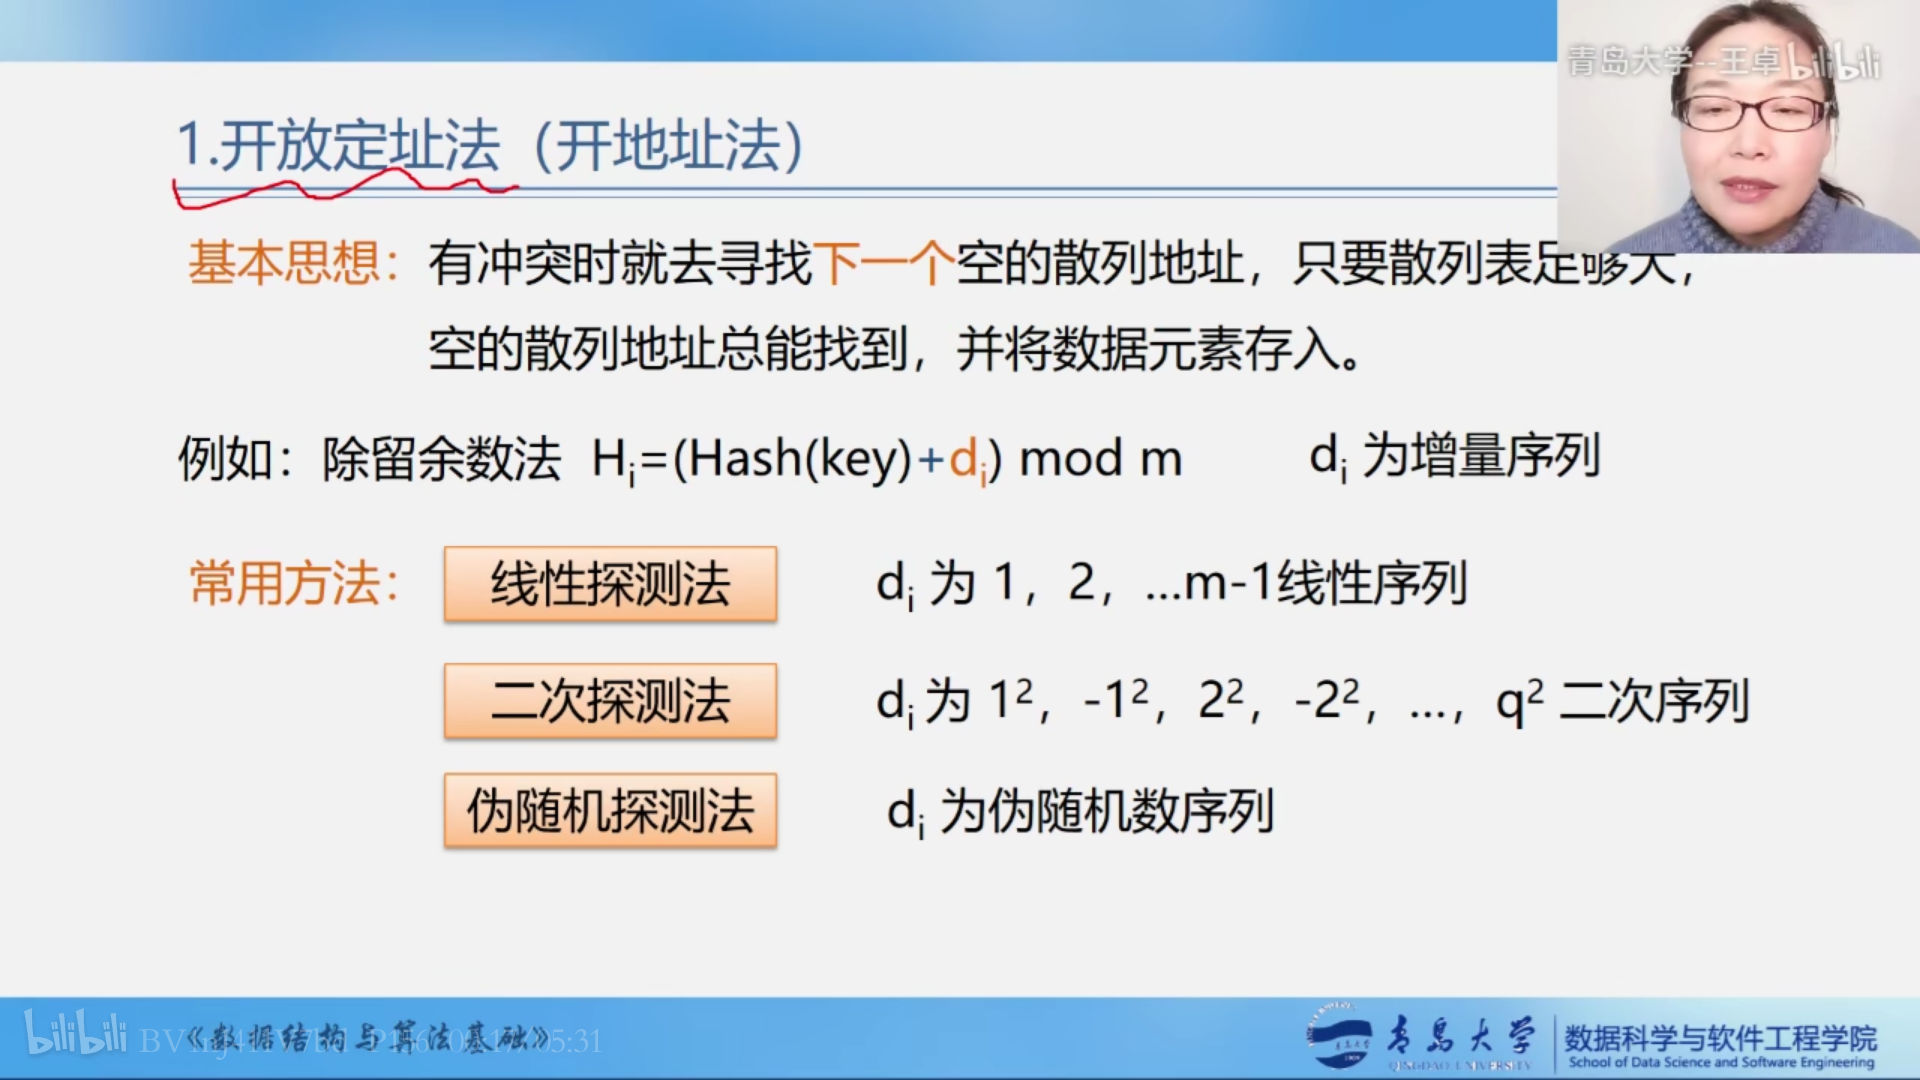 青岛大学--王卓 bilibili
1.开放定址法（开地址法）
基本思想：有冲突时就去寻找下一个空的散列地址，只要散列表足够大，
空的散列地址总能找到，并将数据元素存入。
例如：除留余数法 Hi=(Hash(key)+di) mod m di 为增量序列
常用方法：
线性探测法 di 为 1，2，…m-1线性序列
二次探测法 di 为 1²，-1²，2²，-2²，…，q² 二次序列
伪随机探测法 di 为伪随机数序列
bilibili
《数据结构与算法基础》
青岛大学
QINGDAO UNIVERSITY
数据科学与软件工程学院
School of Data Science and Software Engineering